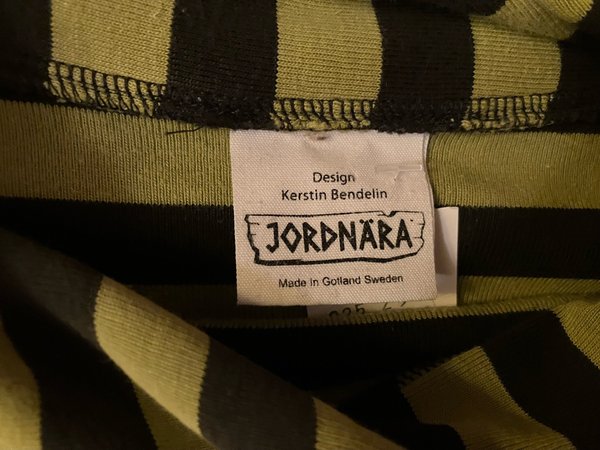 Design
Kerstin Bendelin
JORDNÄRA
Made in Gotland Sweden